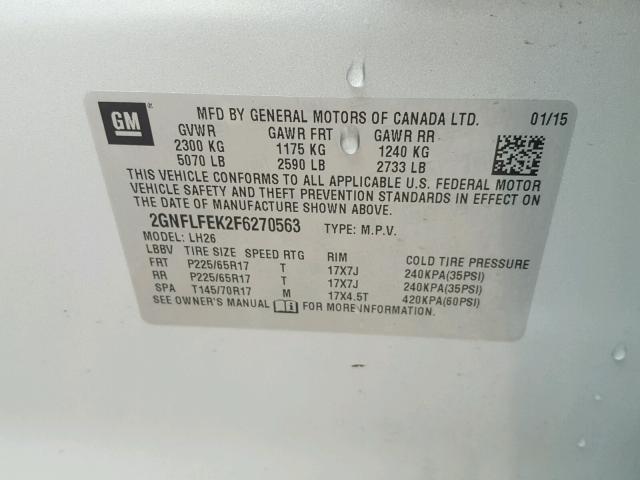 GM
MFD BY GENERAL MOTORS OF CANADA LTD. 01/15
GVWR GAWR FRT GAWR RR
2300 KG 1175 KG 1240 KG
5070 LB 2590 LB 2733 LB
THIS VEHICLE CONFORMS TO ALL APPLICABLE U.S. FEDERAL MOTOR
VEHICLE SAFETY AND THEFT PREVENTION STANDARDS IN EFFECT ON
THE DATE OF MANUFACTURE SHOWN ABOVE.
2GNFLFEK2F6270563 TYPE: M.P.V.
MODEL: LH26
LBBV TIRE SIZE SPEED RTG RIM COLD TIRE PRESSURE
FRT P225/65R17 T 17X7J 240KPA(35PSI)
RR P225/65R17 T 17X7J 240KPA(35PSI)
SPA T145/70R17 M 17X4.5T 420KPA(60PSI)
SEE OWNER'S MANUAL FOR MORE INFORMATION.